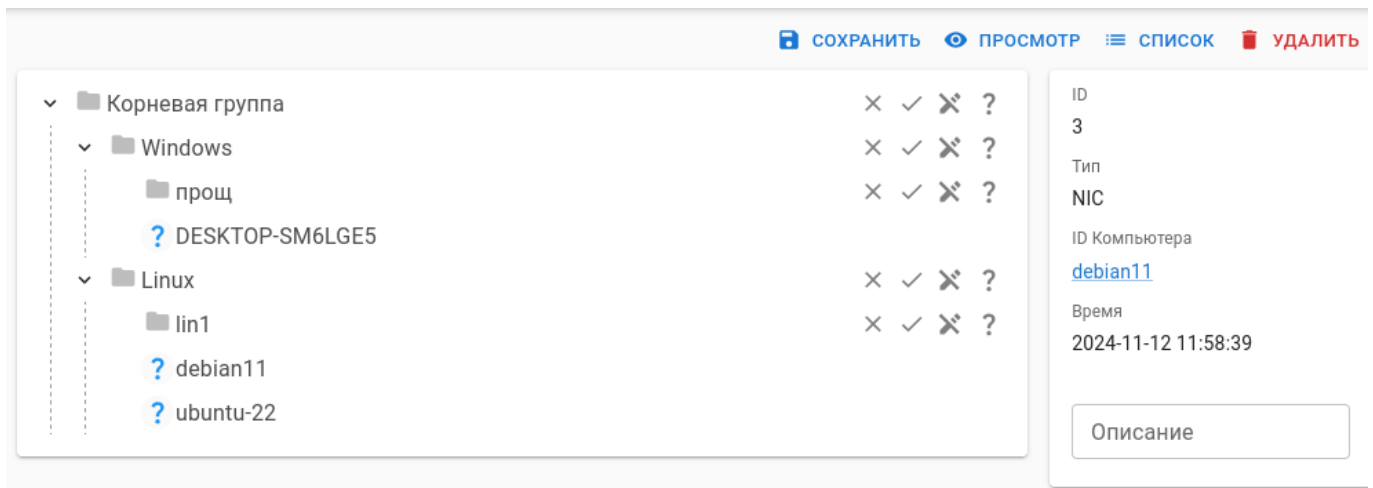 СОХРАНИТЬ ПРОСМОТР СПИСОК УДАЛИТЬ
Корневая группа
Windows
прощ
DESKTOP-SM6LGE5
Linux
lin1
debian11
ubuntu-22
ID
3
Тип
NIC
ID Компьютера
debian11
Время
2024-11-12 11:58:39
Описание